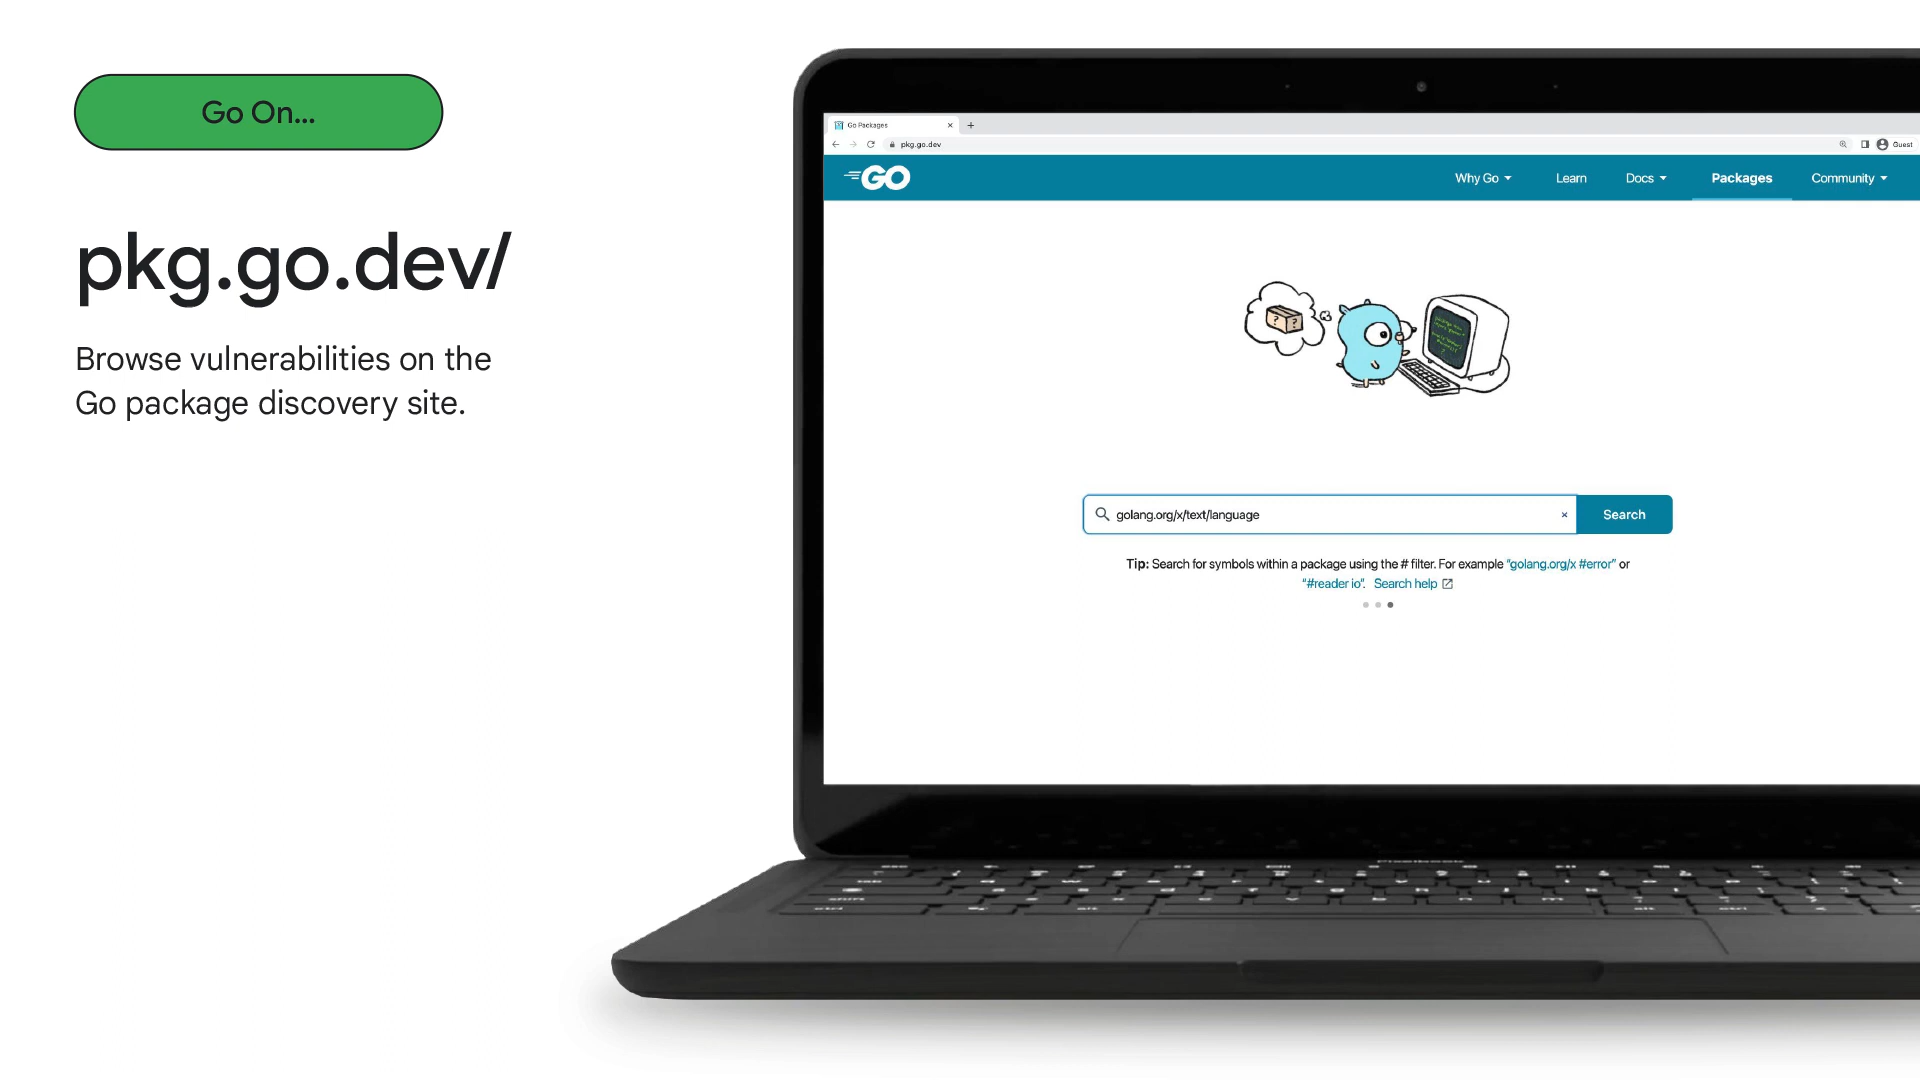 Go On...
pkg.go.dev/
Browse vulnerabilities on the
Go package discovery site.
Go Packages
pkg.go.dev
Guest
GO
Why Go
Learn
Docs
Packages
Community
golang.org/x/text/language
Search
Tip: Search for symbols within a package using the # filter. For example "golang.org/x #error" or
"#reader io". Search help